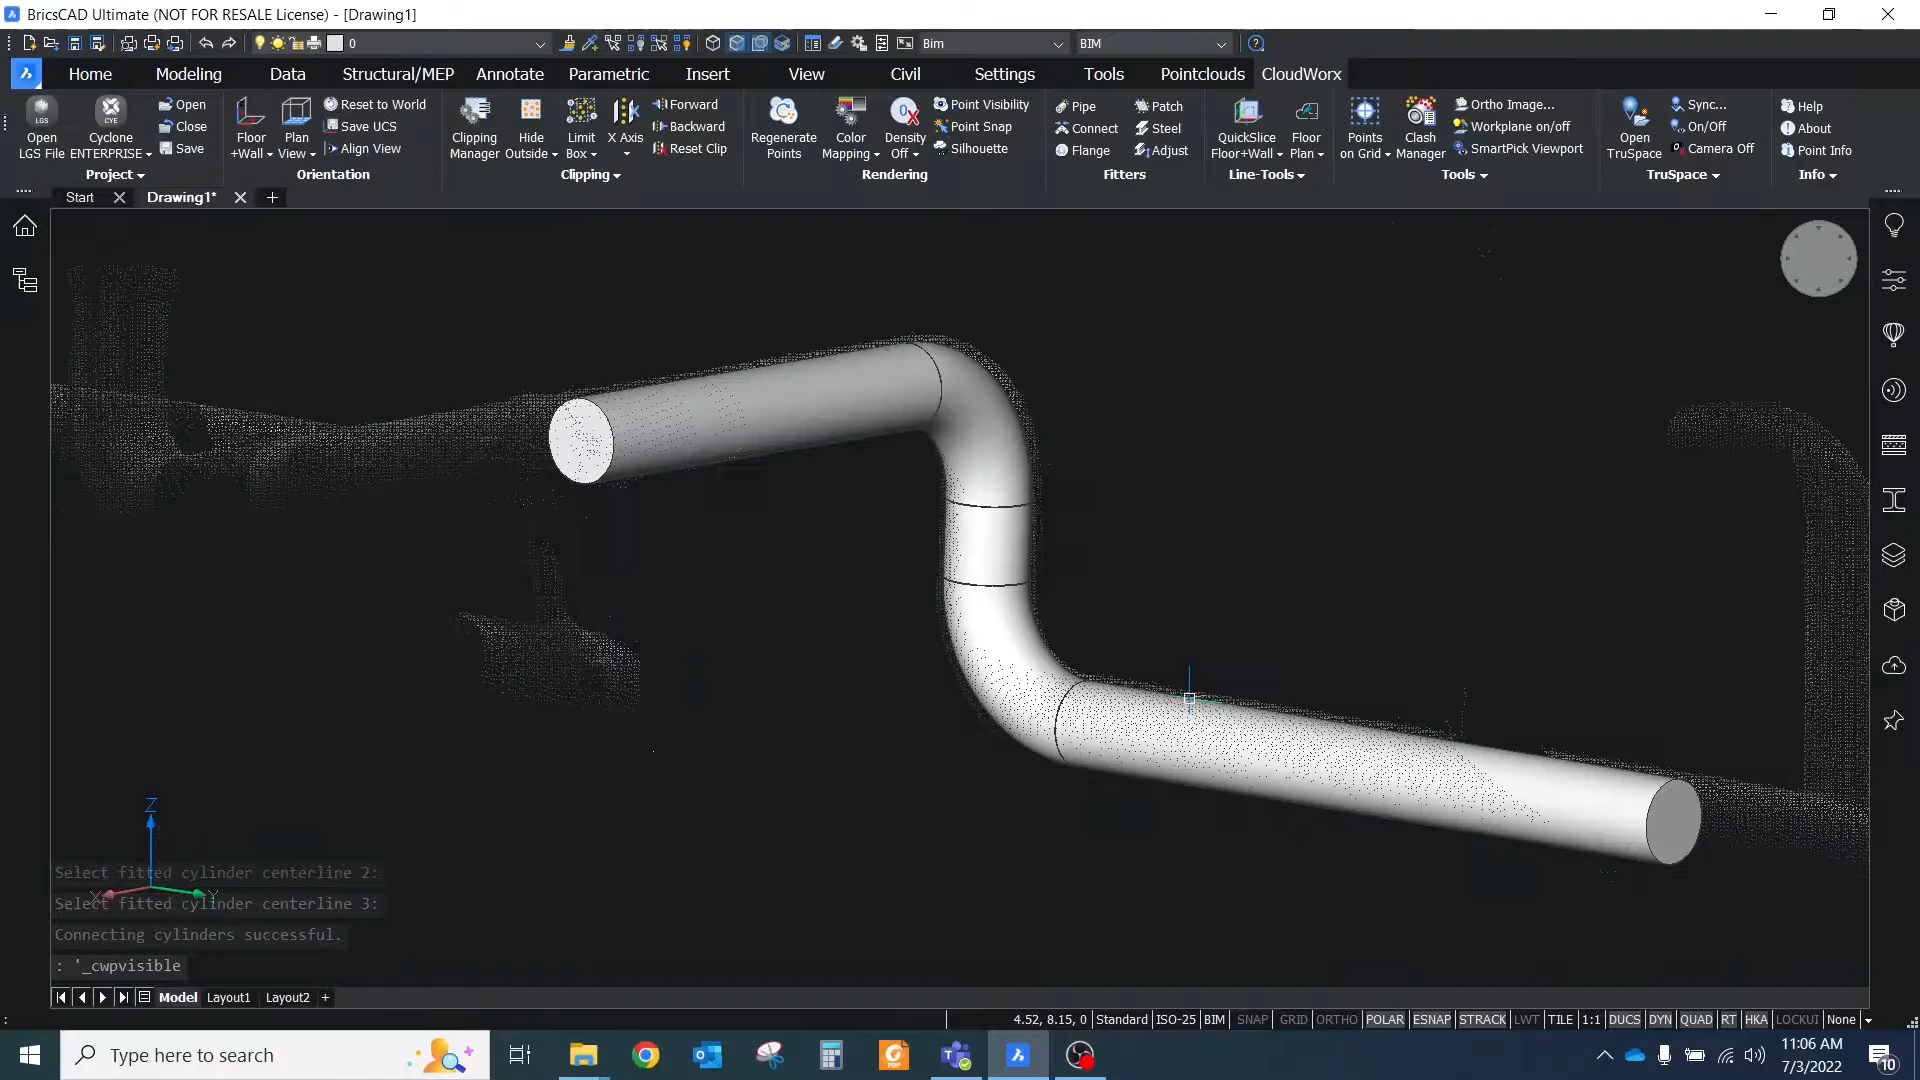 BricsCAD Ultimate (NOT FOR RESALE License) - [Drawing1]
0
Bim
BIM
Home Modeling Data Structural/MEP Annotate Parametric Insert View Civil Settings Tools Pointclouds CloudWorx
LGS
Open
LGS File
CYE
Cyclone
ENTERPRISE
Open
Close
Save
Project
Floor
+Wall
Plan
View
Reset to World
Save UCS
Align View
Orientation
Clipping
Manager
Hide
Outside
Limit
Box
X Axis
Forward
Backward
Reset Clip
Clipping
Regenerate
Points
Color
Mapping
Density
Off
Point Visibility
Point Snap
Silhouette
Rendering
Pipe
Connect
Flange
Patch
Steel
Adjust
Fitters
QuickSlice
Floor+Wall
Floor
Plan
Line-Tools
Points
on Grid
Clash
Manager
Ortho Image...
Workplane on/off
SmartPick Viewport
Tools
Open
TruSpace
Sync...
On/Off
Camera Off
TruSpace
Help
About
Point Info
Info
Start
Drawing1*
Z
X
Y
Select fitted cylinder centerline 2:
Select fitted cylinder centerline 3:
Connecting cylinders successful.
: '_cwpvisible
Model Layout1 Layout2 +
:
4.52, 8.15, 0 Standard ISO-25 BIM SNAP GRID ORTHO POLAR ESNAP STRACK LWT TILE 1:1 DUCS DYN QUAD RT HKA LOCKUI None
Type here to search
11:06 AM
7/3/2022
10